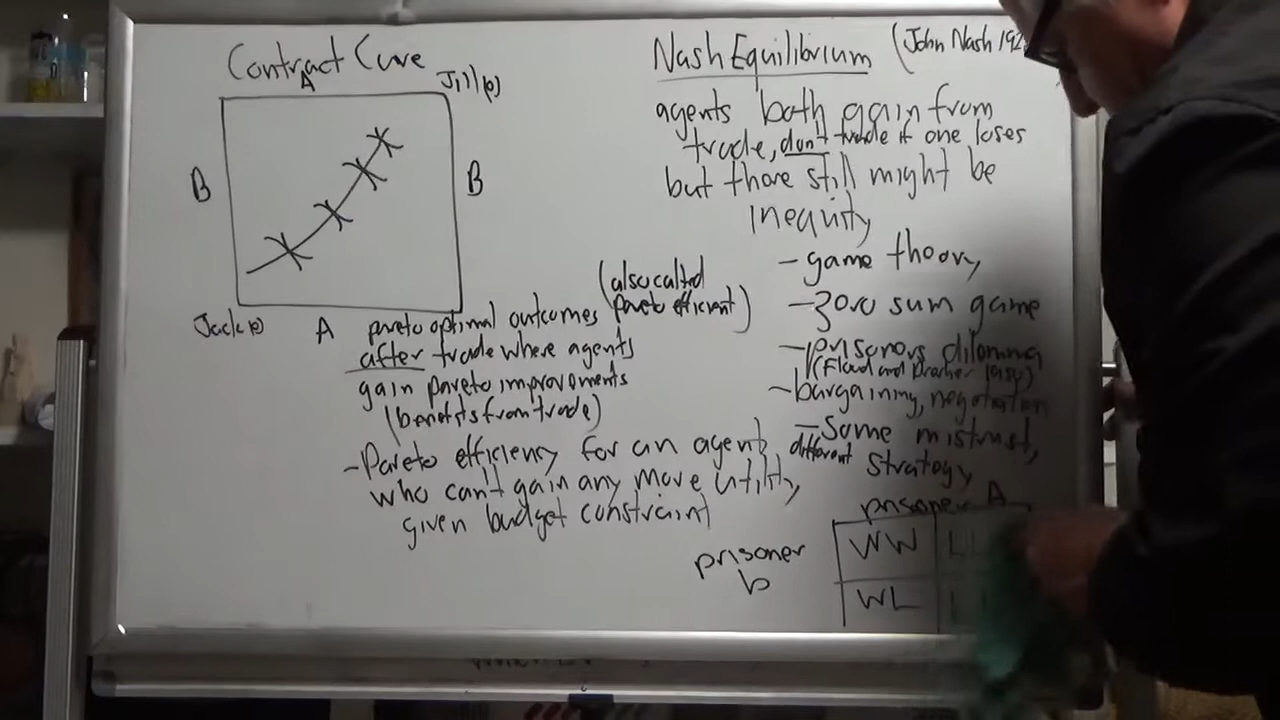 Contract Curve
A
Jill(o)
B
B
Jack(o)
A
pareto optimal outcomes
(also called
pareto efficient)
after trade where agents
gain pareto improvements
(benefits from trade)
-Pareto efficiency for an agent,
who can't gain any more utility,
given budget constraint
Nash Equilibrium (John Nash 192
agents both gain from
trade, don't trade if one loses
but there still might be
inequity
-game theory
-zero sum game
-prisoners dilemma
(Flood and Dresher 1950)
-bargaining, negotiation
-Some mistrust,
different strategy
prisoner A
prisoner
b
WW L
WL L